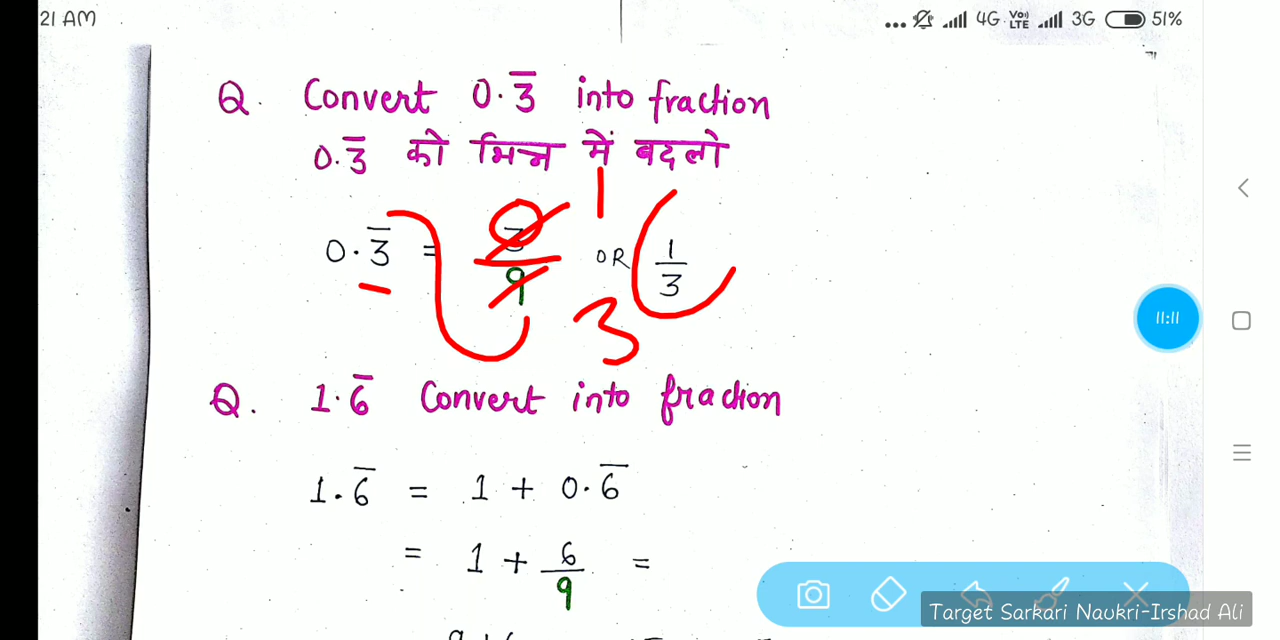 21 AM ... 4G Vo) LTE 3G 51%
Q. Convert 0.3̅ into fraction
0.3̅ को भिन्न में बदलो
1
0.3̅ = 3/9 OR 1/3
3
Q. 1.6̅ Convert into fraction
1.6̅ = 1 + 0.6̅
= 1 + 6/9 =
11:11
Target Sarkari Naukri-Irshad Ali